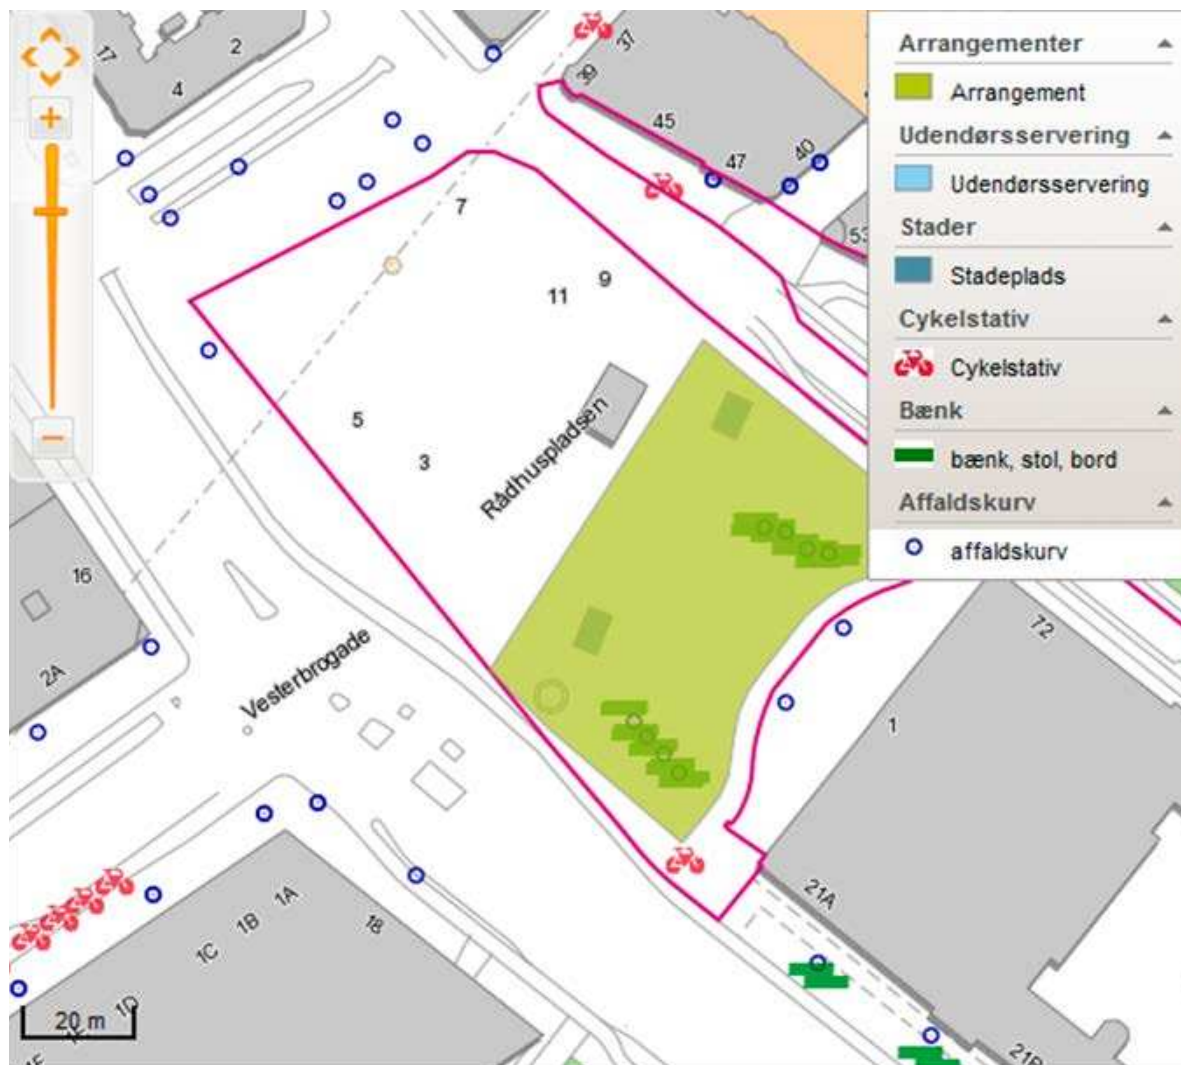 17
2
4
37
39
45
47
40
53
7
9
11
5
3
Rådhuspladsen
16
2A
Vesterbrogade
72
1
21A
18
1A
1B
1C
1D
20 m
Arrangementer
Arrangement
Udendørsservering
Udendørsservering
Stader
Stadeplads
Cykelstativ
Cykelstativ
Bænk
bænk, stol, bord
Affaldskurv
affaldskurv